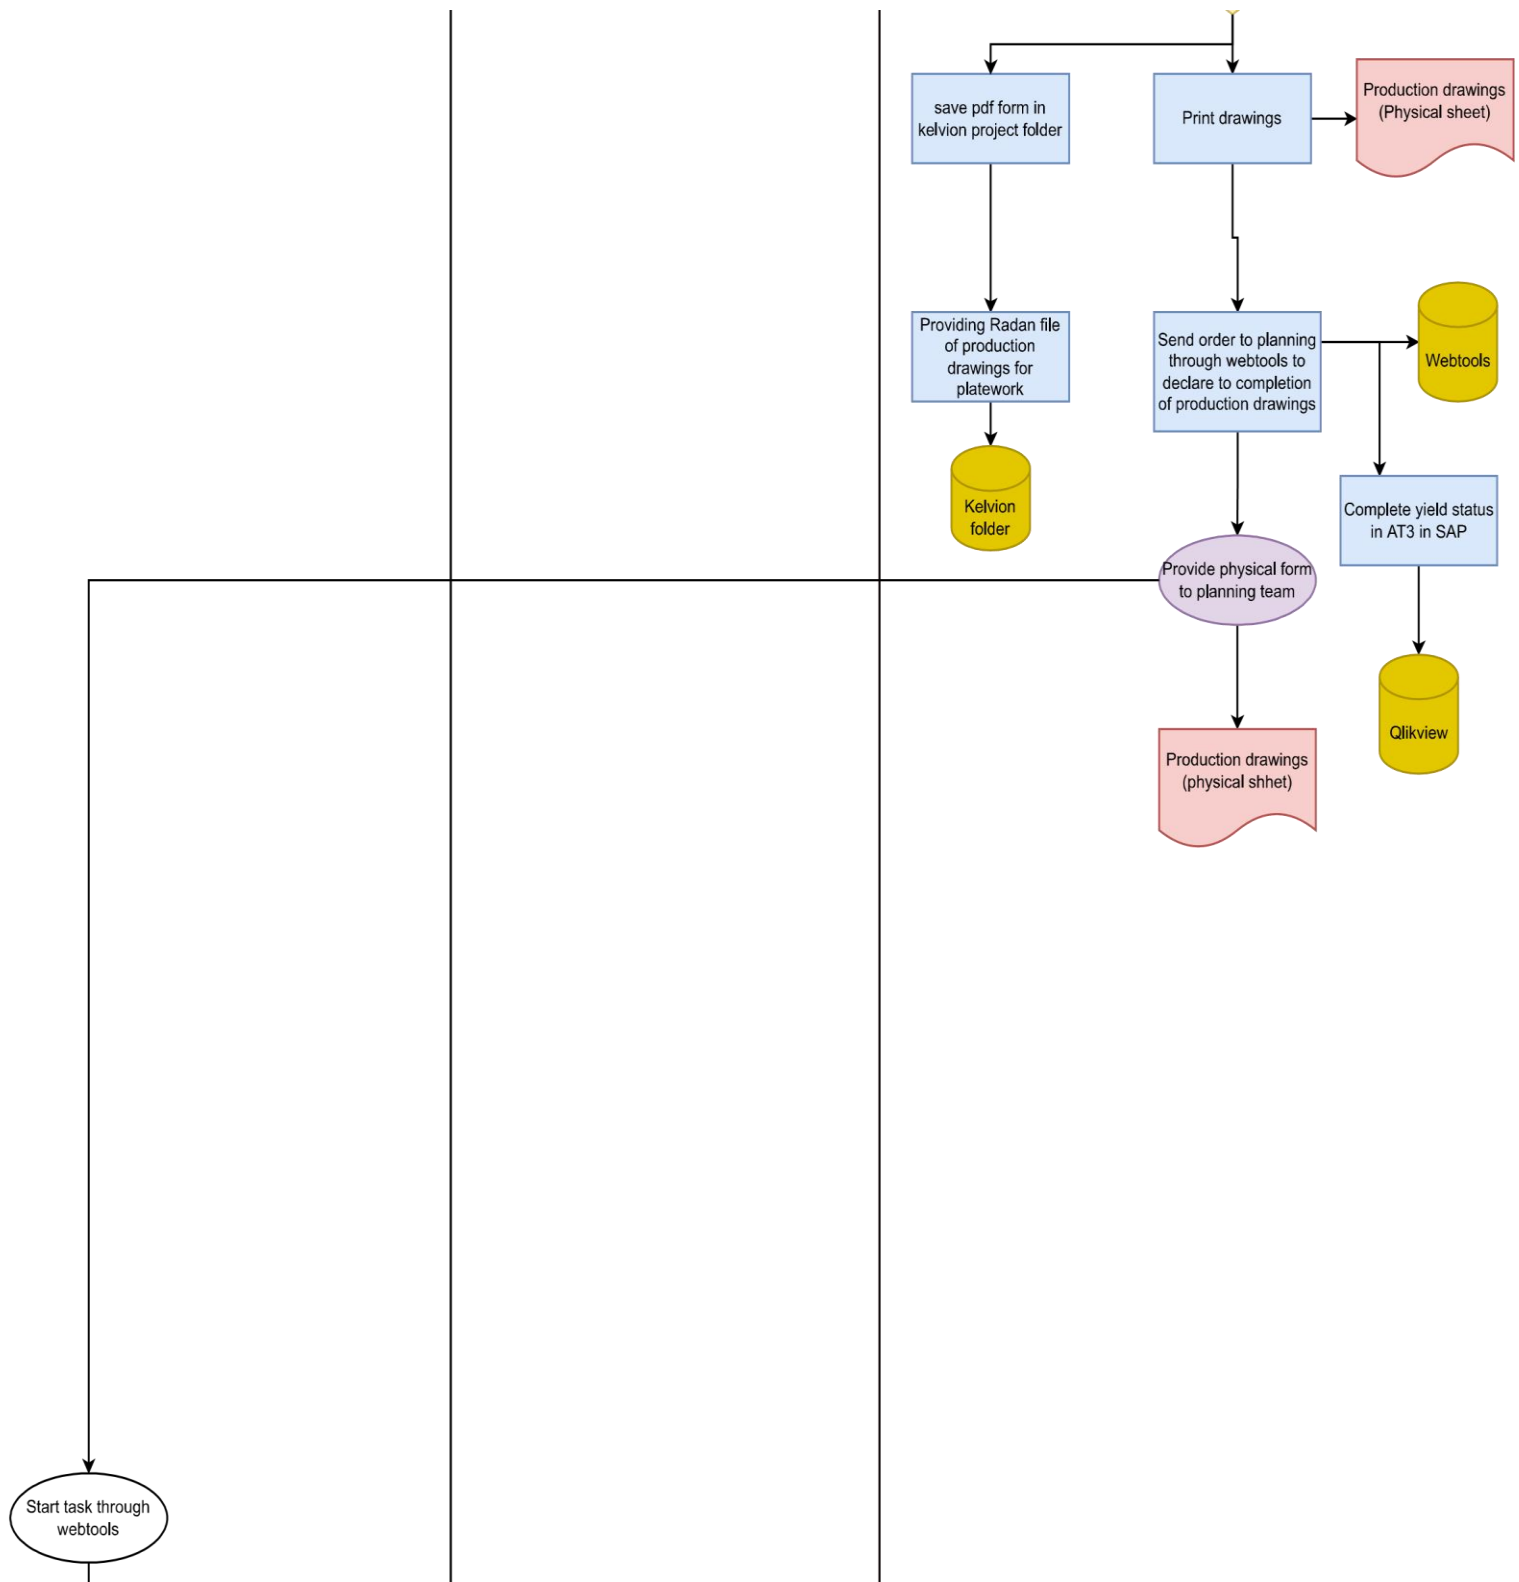 save pdf form in
kelvion project folder
Print drawings
Production drawings
(Physical sheet)
Providing Radan file
of production
drawings for
platework
Send order to planning
through webtools to
declare to completion
of production drawings
Webtools
Kelvion
folder
Complete yield status
in AT3 in SAP
Provide physical form
to planning team
Qlikview
Production drawings
(physical shhet)
Start task through
webtools